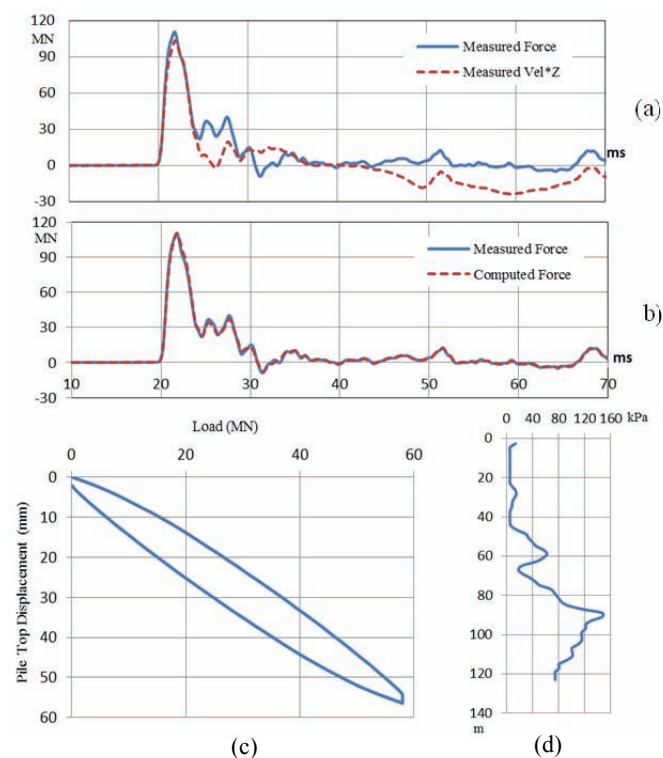 120
MN
90
60
30
0
-30
Measured Force
Measured Vel*Z
ms
(a)
MN
120
90
60
30
0
-30
Measured Force
Computed Force
ms
b)
10 20 30 40 50 60 70
Load (MN)
0 20 40 60
0
10
20
30
40
50
60
Pile Top Displacement (mm)
(c)
0 40 80 120 160 kPa
0
20
40
60
80
100
120
140
m
(d)